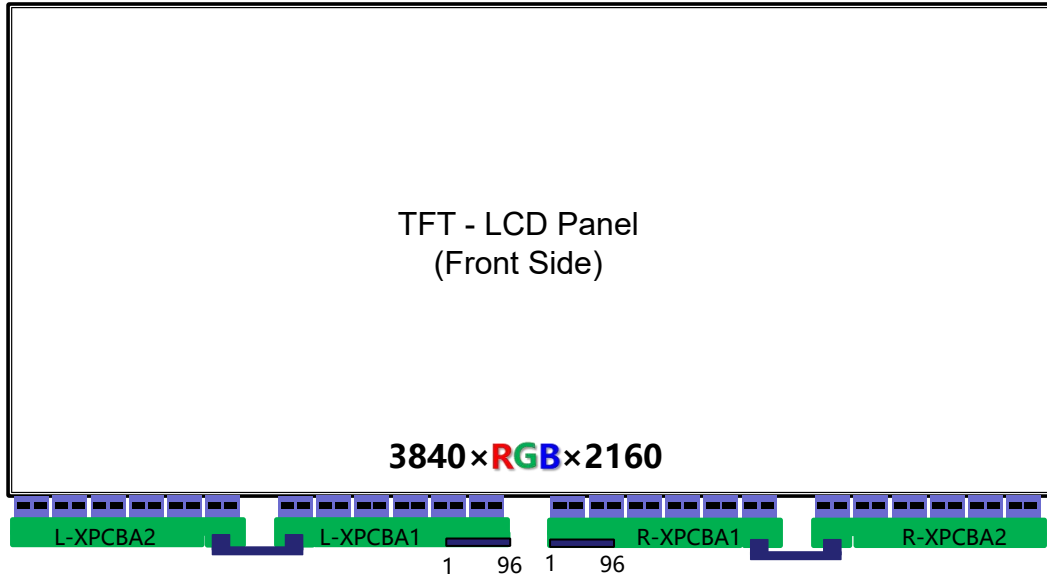 TFT - LCD Panel
(Front Side)
3840×RGB×2160
L-XPCBA2
L-XPCBA1
R-XPCBA1
R-XPCBA2
1
96
1
96